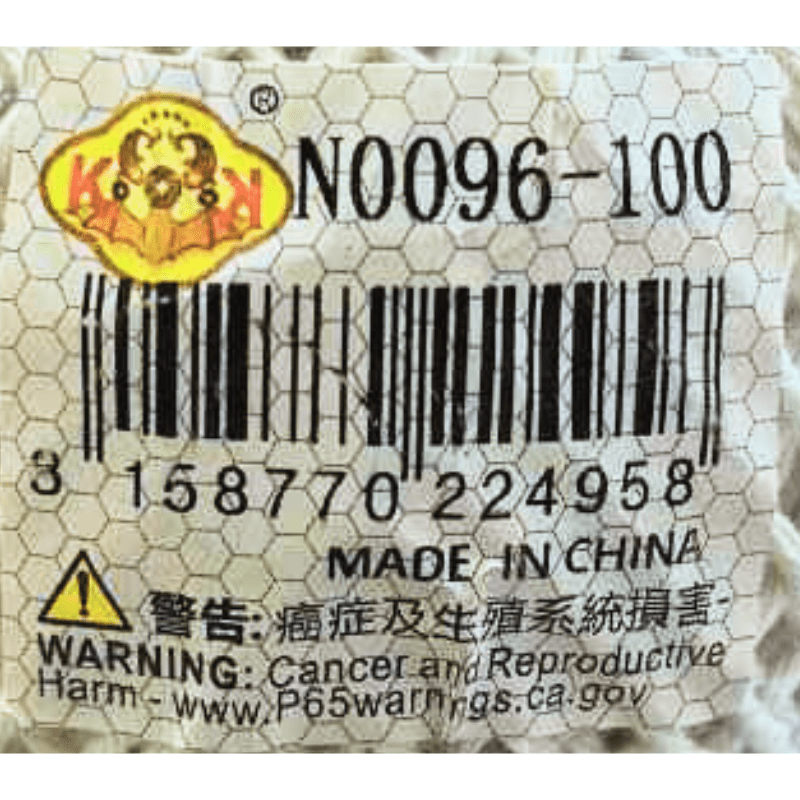 K K ®
N0096-100
3 158770 224958
MADE IN CHINA
警告: 癌症及生殖系統損害-
WARNING: Cancer and Reproductive
Harm - www.P65warnings.ca.gov